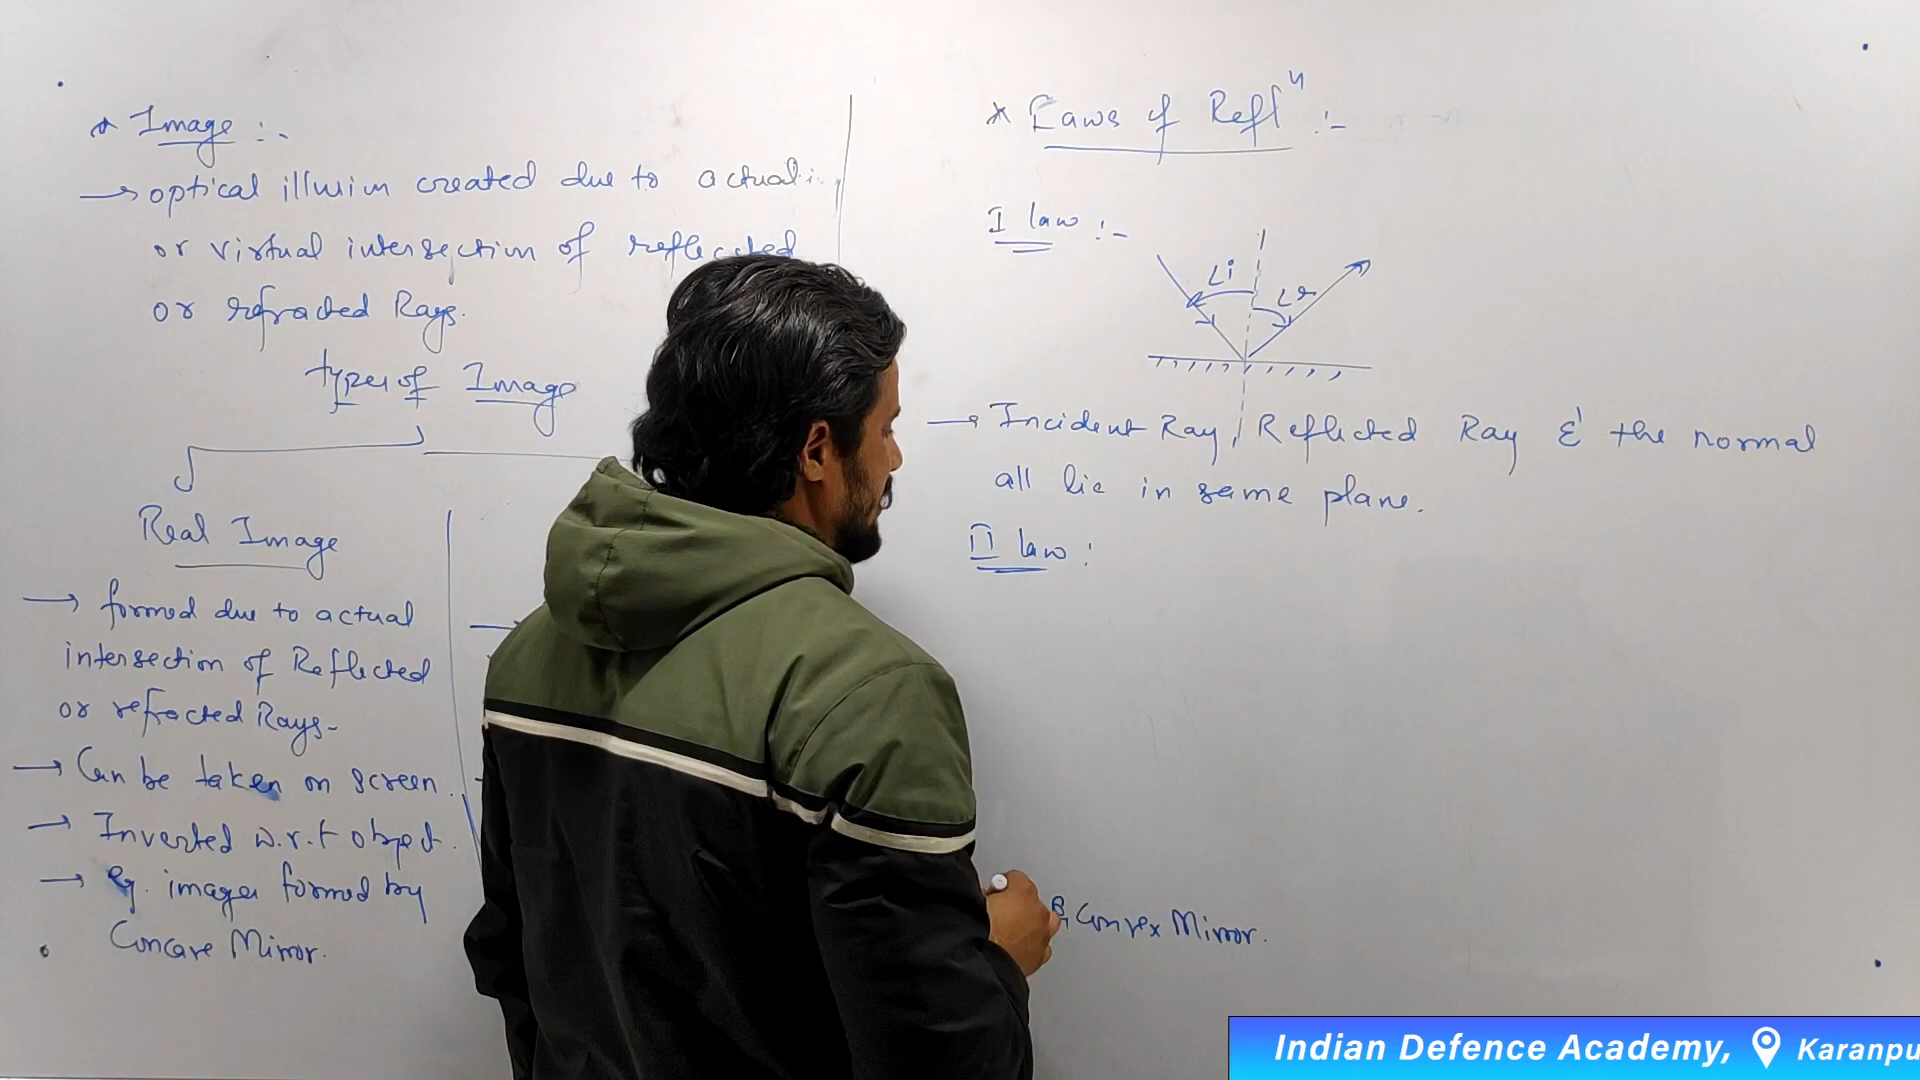 * Image :-
→ optical illusion created due to actual
or virtual intersection of reflected
or refracted Rays.
types of Image
Real Image
→ formed due to actual
intersection of Reflected
or refracted Rays-
→ Can be taken on screen.
→ Inverted w.r.t object.
→ eg. images formed by
Concave Mirror.
* Laws of Reflⁿ :-
I law :-
∠i
∠r
→ Incident Ray, Reflected Ray & the normal
all lie in same plane.
II law :
Convex Mirror.
Indian Defence Academy, Karanpu